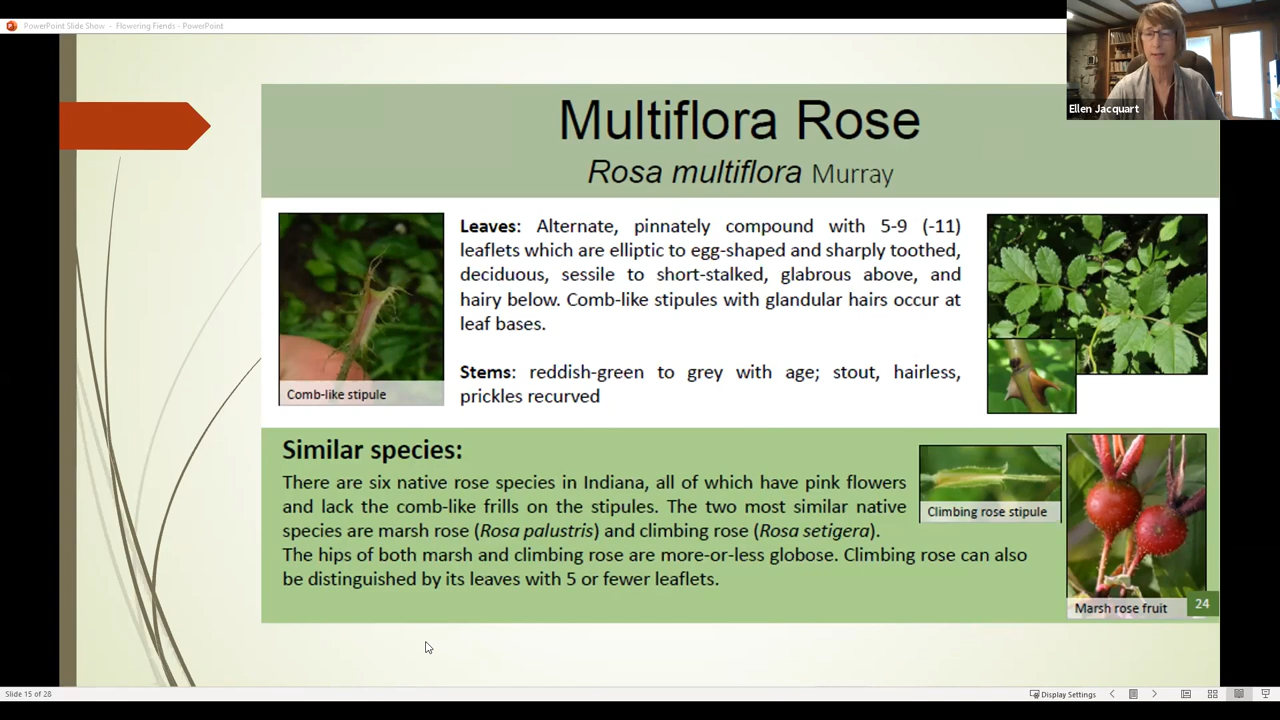 PowerPoint Slide Show - Flowering Fiends - PowerPoint
Ellen Jacquart
Multiflora Rose
Rosa multiflora Murray
Leaves: Alternate, pinnately compound with 5-9 (-11)
leaflets which are elliptic to egg-shaped and sharply toothed,
deciduous, sessile to short-stalked, glabrous above, and
hairy below. Comb-like stipules with glandular hairs occur at
leaf bases.
Comb-like stipule
Stems: reddish-green to grey with age; stout, hairless,
prickles recurved
Similar species:
There are six native rose species in Indiana, all of which have pink flowers
and lack the comb-like frills on the stipules. The two most similar native
species are marsh rose (Rosa palustris) and climbing rose (Rosa setigera).
The hips of both marsh and climbing rose are more-or-less globose. Climbing rose can also
be distinguished by its leaves with 5 or fewer leaflets.
Climbing rose stipule
Marsh rose fruit
24
Slide 15 of 28
Display Settings